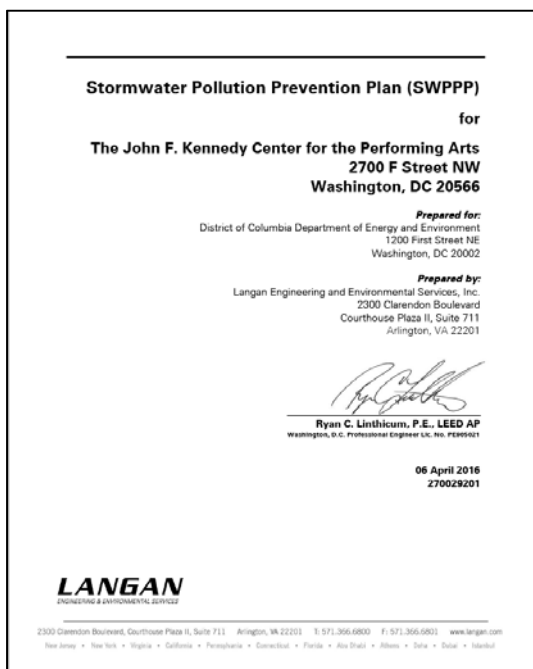 Stormwater Pollution Prevention Plan (SWPPP)
for
The John F. Kennedy Center for the Performing Arts
2700 F Street NW
Washington, DC 20566
Prepared for:
District of Columbia Department of Energy and Environment
1200 First Street NE
Washington, DC 20002
Prepared by:
Langan Engineering and Environmental Services, Inc.
2300 Clarendon Boulevard
Courthouse Plaza II, Suite 711
Arlington, VA 22201
Ryan C. Linthicum, P.E., LEED AP
Washington, D.C. Professional Engineer Lic. No. PE905021
06 April 2016
270029201
LANGAN
ENGINEERING & ENVIRONMENTAL SERVICES
2300 Clarendon Boulevard, Courthouse Plaza II, Suite 711 Arlington, VA 22201 T: 571.366.6800 F: 571.366.6801 www.langan.com
New Jersey • New York • Virginia • California • Pennsylvania • Connecticut • Florida • Abu Dhabi • Athens • Doha • Dubai • Istanbul